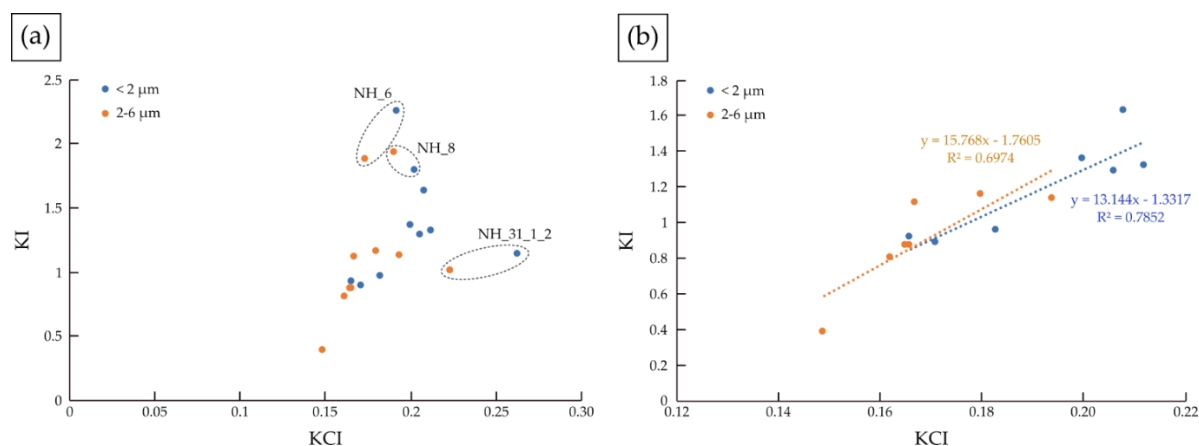 (a)
2.5
2
1.5
1
0.5
0
KI
< 2 µm
2-6 µm
NH_6
NH_8
NH_31_1_2
0 0.05 0.1 0.15 0.2 0.25 0.30
KCI
(b)
1.8
1.6
1.4
1.2
1
0.8
0.6
0.4
0.2
0
KI
< 2 µm
2-6 µm
y = 15.768x - 1.7605
R² = 0.6974
y = 13.144x - 1.3317
R² = 0.7852
0.12 0.14 0.16 0.18 0.20 0.22
KCI